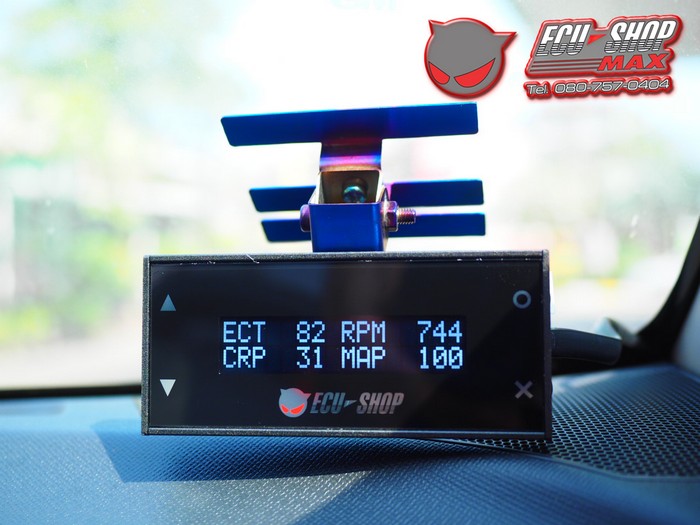 ECU-SHOP
MAX
Tel. 080-757-0404
ECT 82 RPM 744
CRP 31 MAP 100
ECU-SHOP